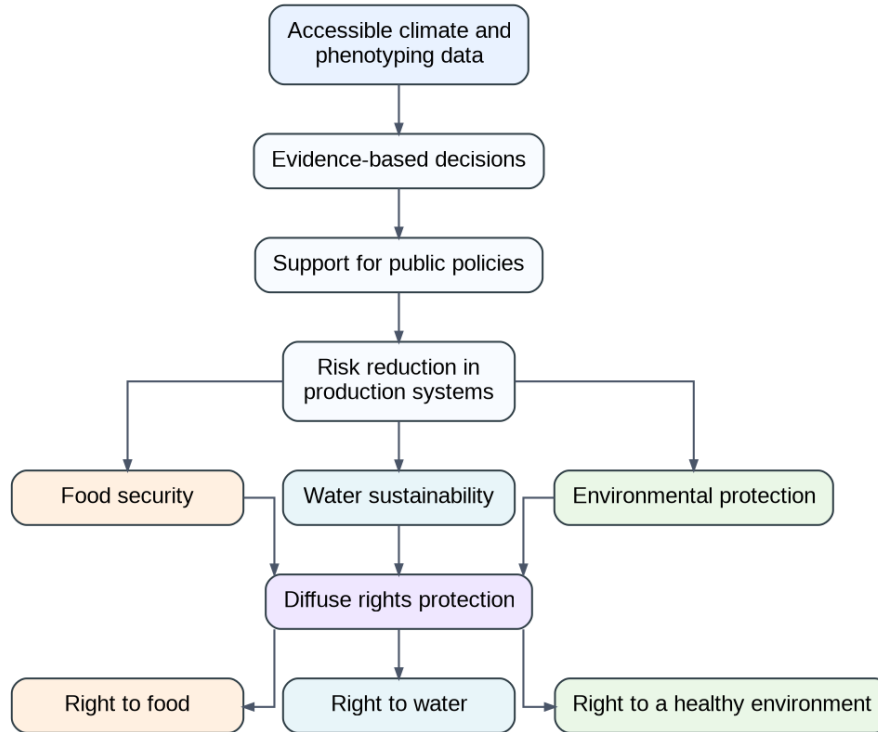 Accessible climate and
phenotyping data
Evidence-based decisions
Support for public policies
Risk reduction in
production systems
Food security
Water sustainability
Environmental protection
Diffuse rights protection
Right to food
Right to water
Right to a healthy environment